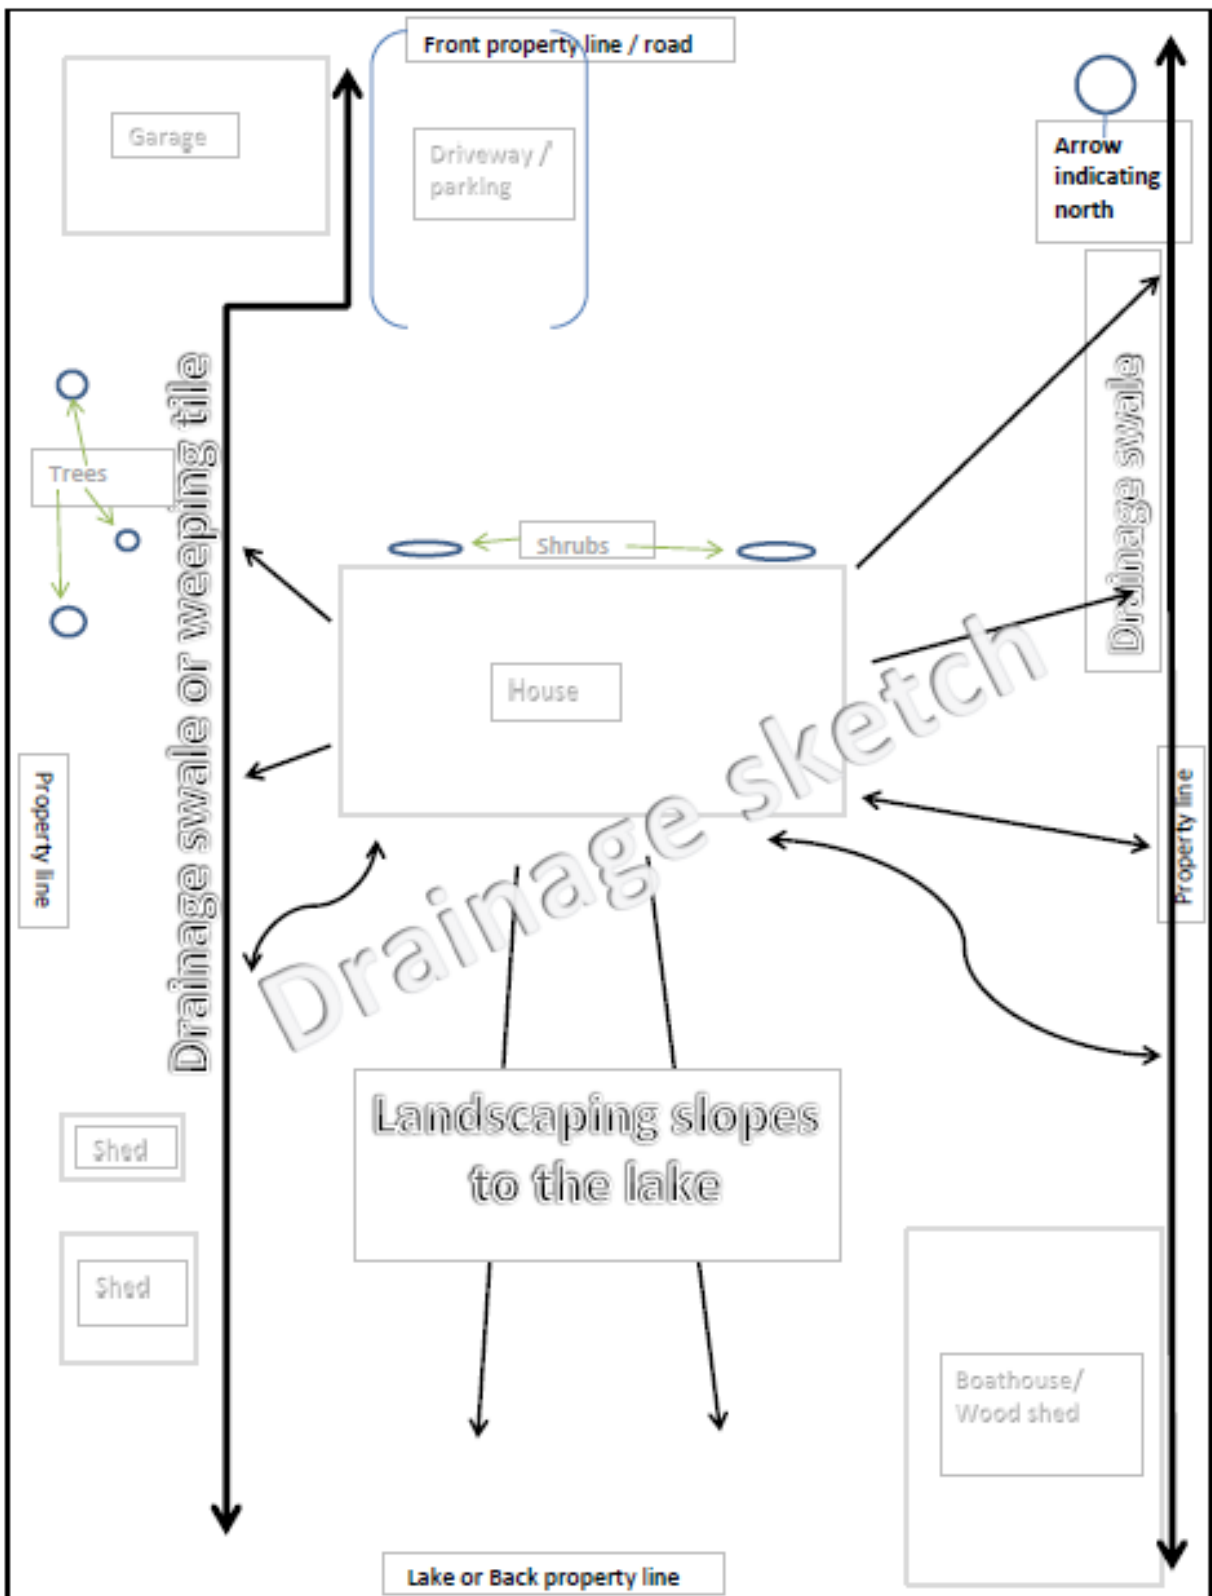 Front property line / road
Garage
Driveway /
parking
Arrow
indicating
north
Drainage swale or weeping tile
Drainage swale
Trees
Shrubs
House
Property line
Property line
Drainage sketch
Landscaping slopes
to the lake
Shed
Shed
Boathouse/
Wood shed
Lake or Back property line